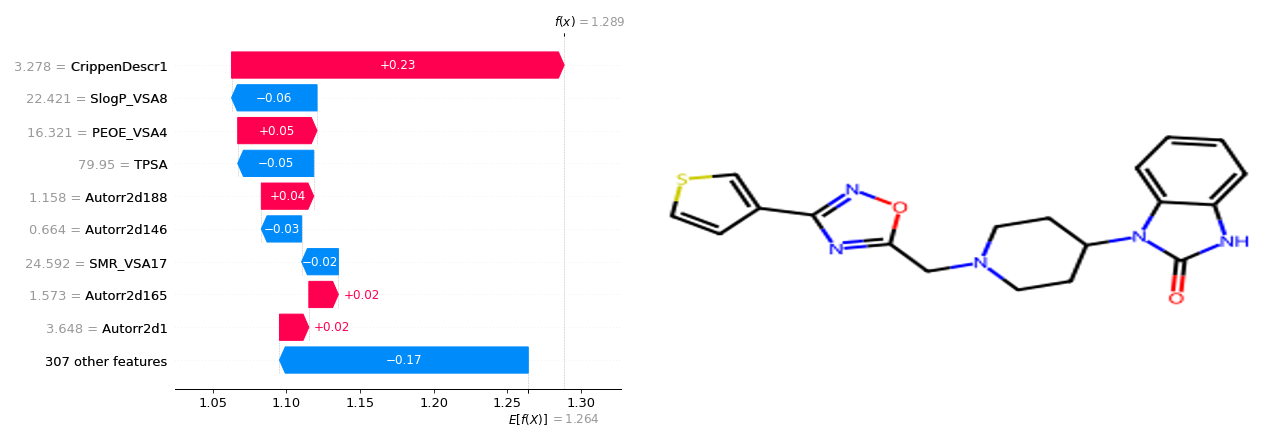 f(x) = 1.289
3.278 = CrippenDescr1
+0.23
22.421 = SlogP_VSA8
−0.06
16.321 = PEOE_VSA4
+0.05
79.95 = TPSA
−0.05
1.158 = Autorr2d188
+0.04
0.664 = Autorr2d146
−0.03
24.592 = SMR_VSA17
−0.02
1.573 = Autorr2d165
+0.02
3.648 = Autorr2d1
+0.02
307 other features
−0.17
1.05 1.10 1.15 1.20 1.25 1.30
E[f(X)] = 1.264
S
N
O
N
N
N
NH
O